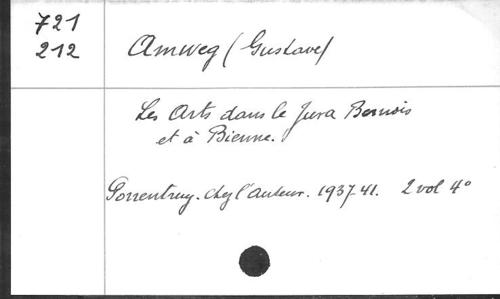 721
212
Amweg (Gustave)
Les Arts dans le Jura Bernois
et à Bienne.
Porrentruy. chez l'auteur. 1937-41. 2 vol 4°